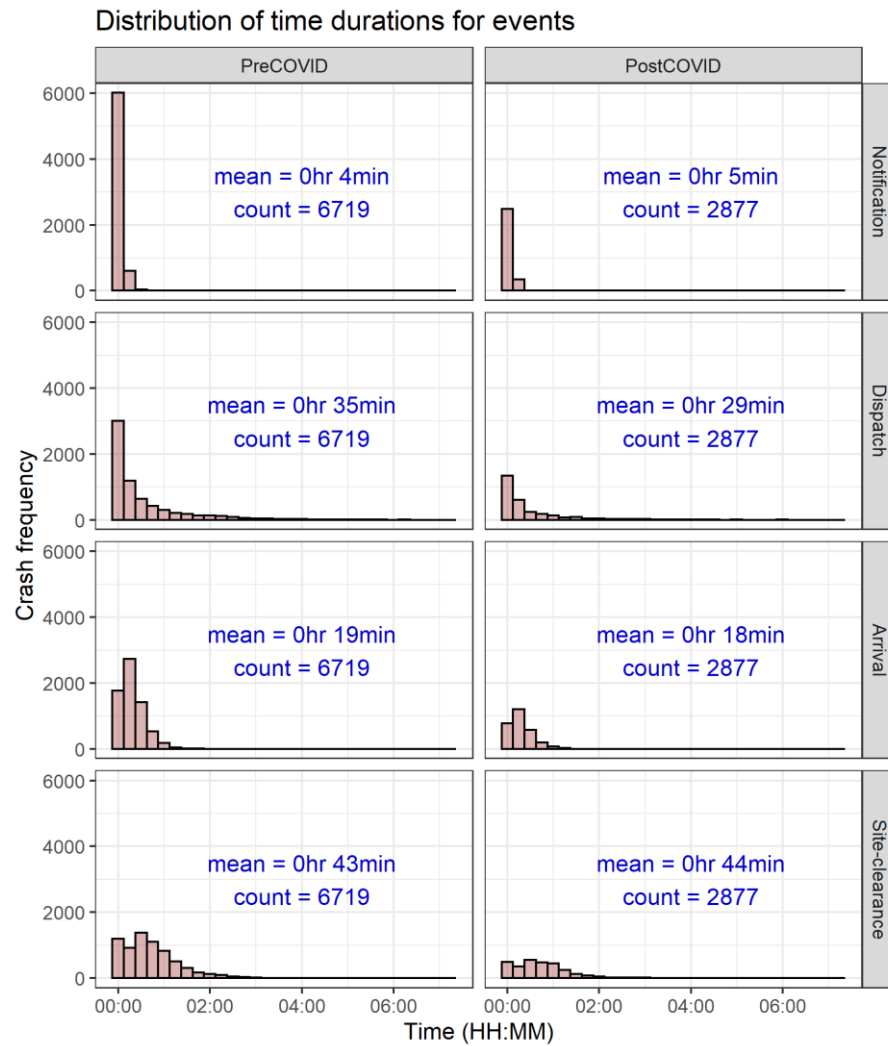 Distribution of time durations for events
PreCOVID
PostCOVID
Crash frequency
6000
4000
2000
0
mean = 0hr 4min
count = 6719
mean = 0hr 5min
count = 2877
Notification
6000
4000
2000
0
mean = 0hr 35min
count = 6719
mean = 0hr 29min
count = 2877
Dispatch
6000
4000
2000
0
mean = 0hr 19min
count = 6719
mean = 0hr 18min
count = 2877
Arrival
6000
4000
2000
0
mean = 0hr 43min
count = 6719
mean = 0hr 44min
count = 2877
Site-clearance
00:00 02:00 04:00 06:00
00:00 02:00 04:00 06:00
Time (HH:MM)